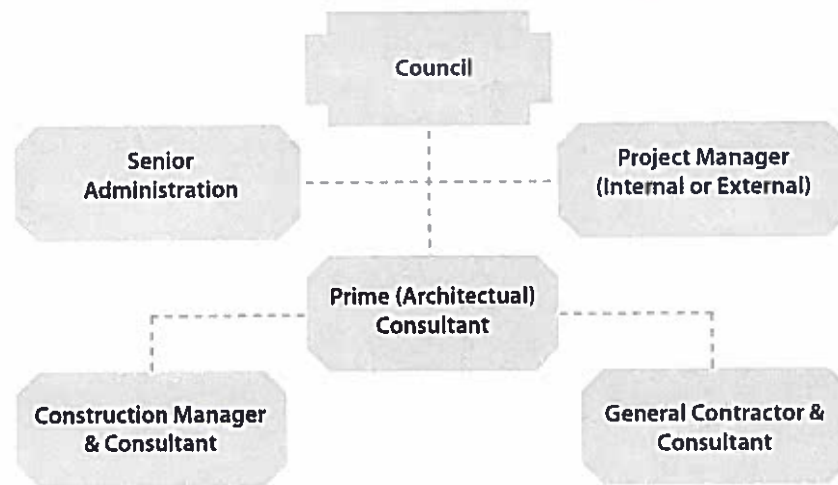 Council
Senior
Administration
Project Manager
(Internal or External)
Prime (Architectual)
Consultant
Construction Manager
& Consultant
General Contractor &
Consultant